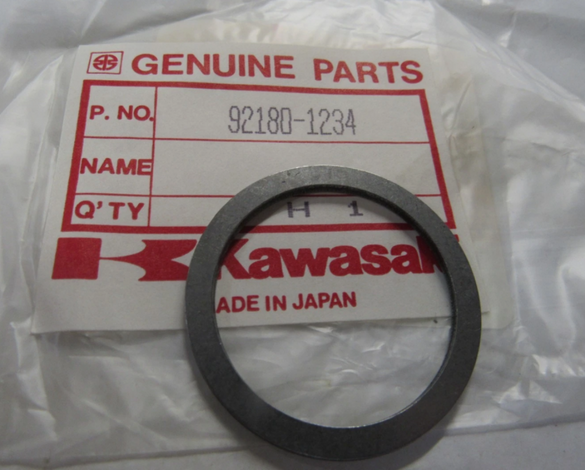 GENUINE PARTS
P. NO. 92180-1234
NAME
Q'TY H 1
Kawasak
ADE IN JAPAN